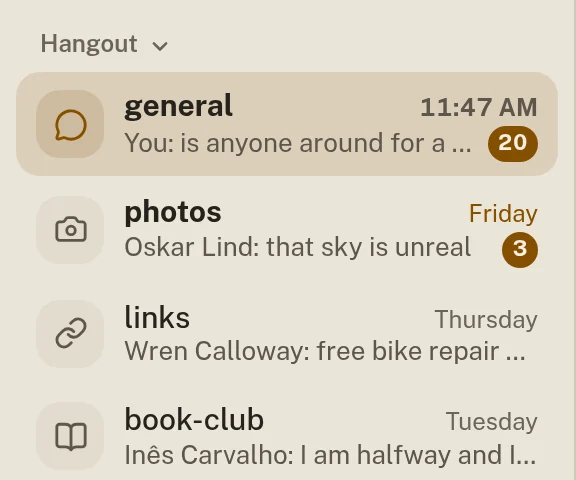 Hangout
general 11:47 AM
You: is anyone around for a ... 20
photos Friday
Oskar Lind: that sky is unreal 3
links Thursday
Wren Calloway: free bike repair ...
book-club Tuesday
Inês Carvalho: I am halfway and I...